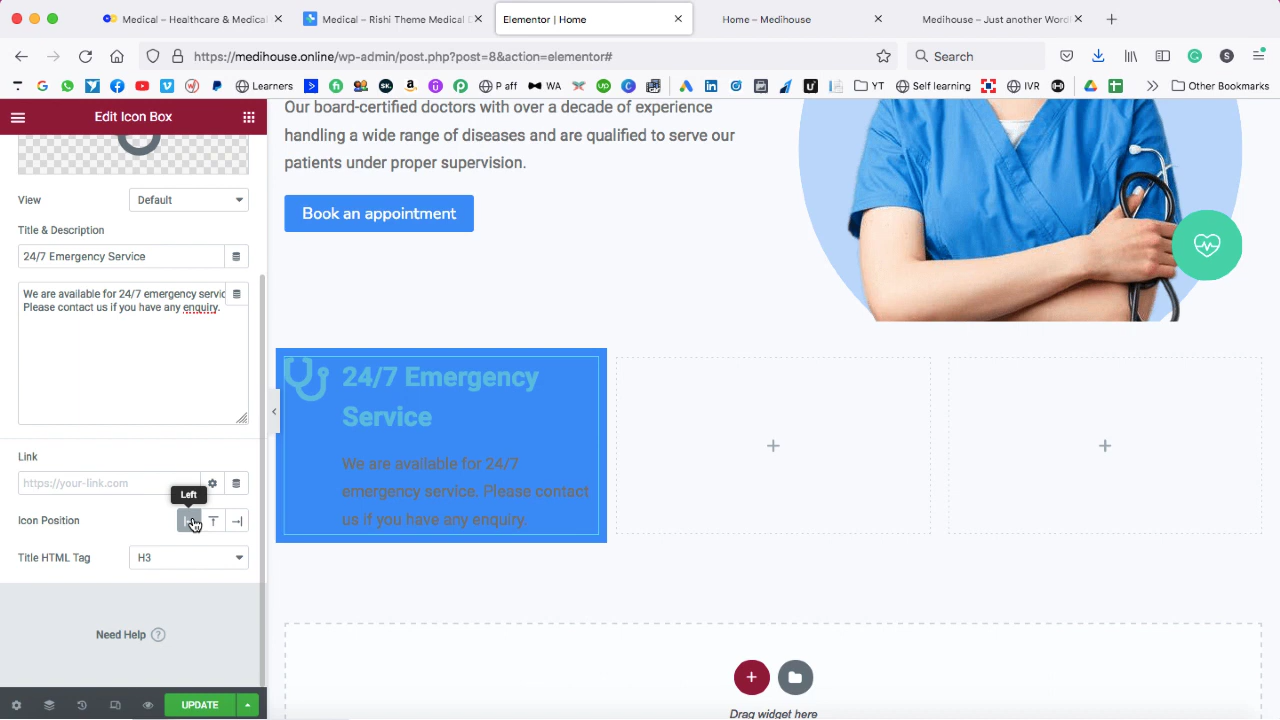 Medical – Healthcare & Medical
Medical – Rishi Theme Medical D
Elementor | Home
Home – Medihouse
Medihouse – Just another Word
https://medihouse.online/wp-admin/post.php?post=8&action=elementor#
Search
Learners
P aff
WA
YT
Self learning
IVR
Other Bookmarks
Edit Icon Box
View
Default
Title & Description
24/7 Emergency Service
We are available for 24/7 emergency servic
Please contact us if you have any enquiry.
Link
https://your-link.com
Left
Icon Position
Title HTML Tag
H3
Need Help
UPDATE
Our board-certified doctors with over a decade of experience
handling a wide range of diseases and are qualified to serve our
patients under proper supervision.
Book an appointment
24/7 Emergency
Service
We are available for 24/7
emergency service. Please contact
us if you have any enquiry.
Drag widget here